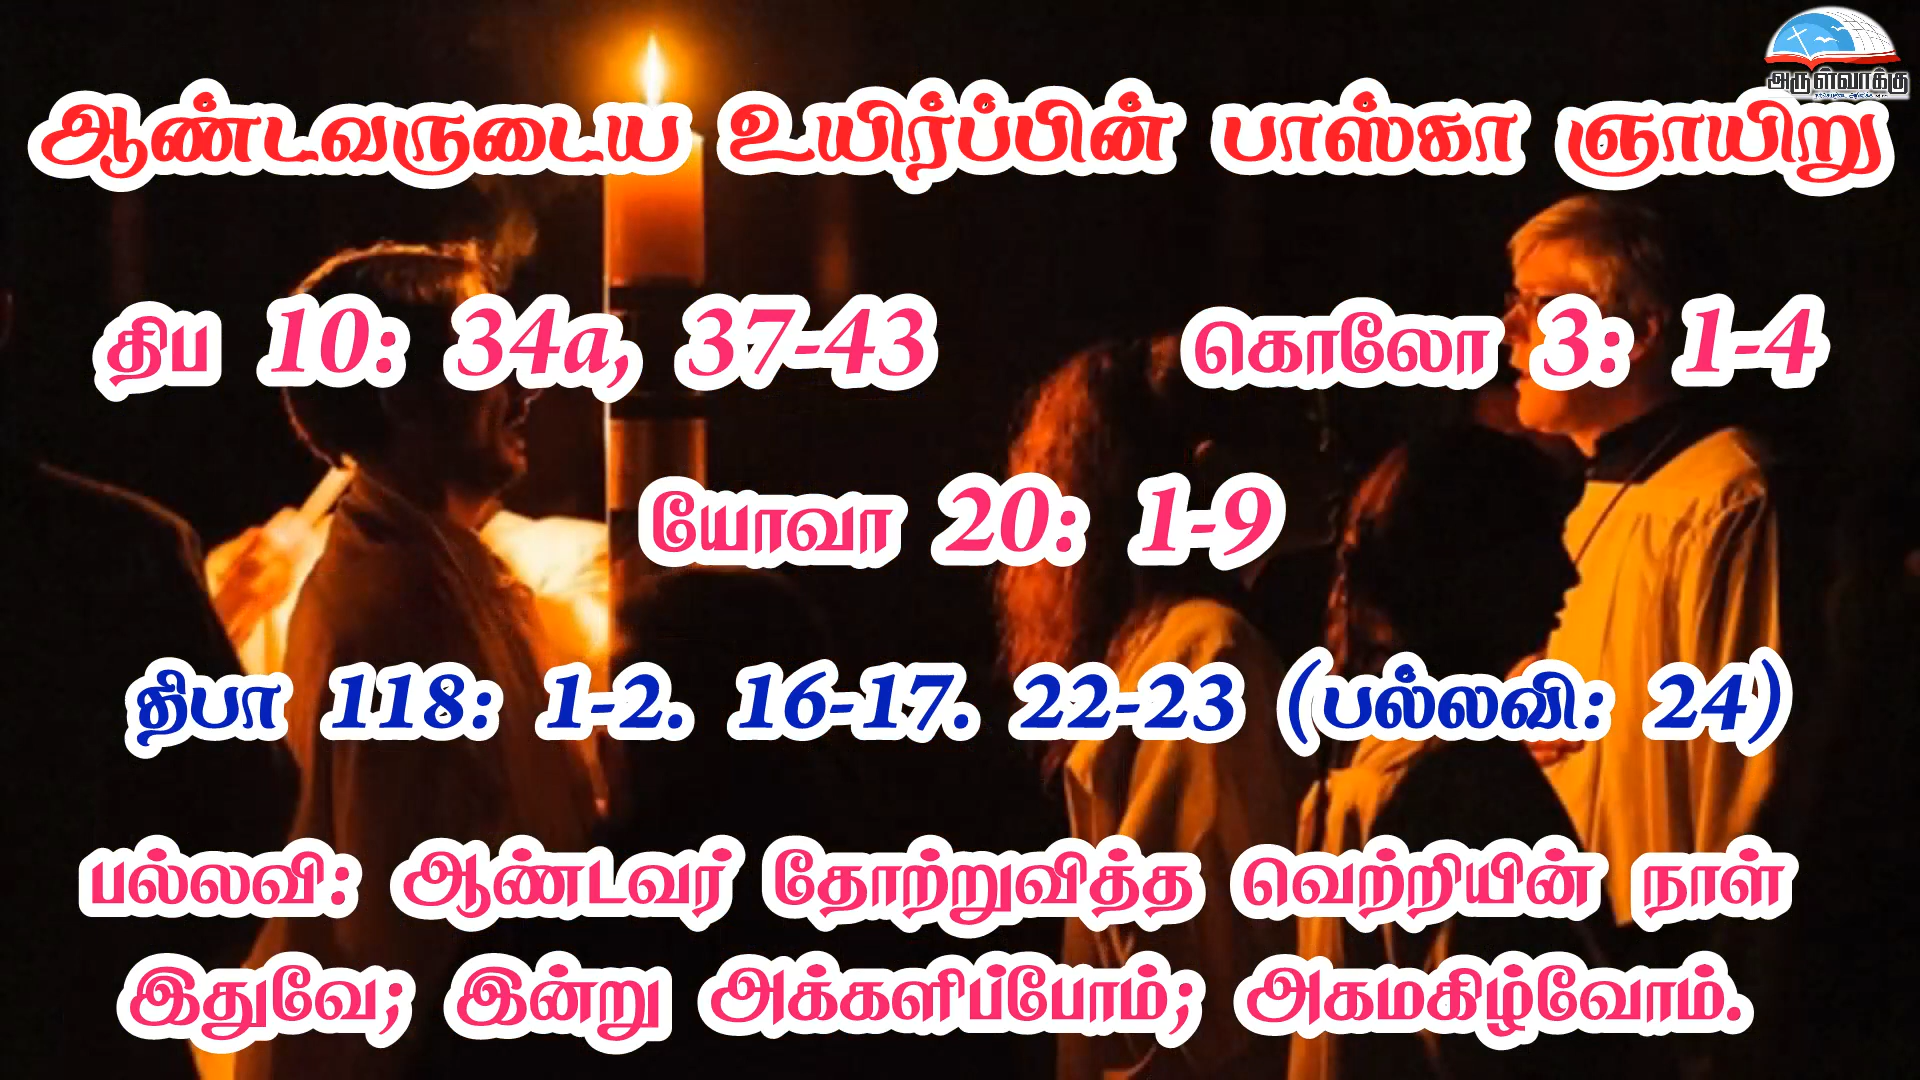 அருள்வாக்கு
ஆண்டவருடைய உயிர்ப்பின் பாஸ்கா ஞாயிறு
திப 10: 34a, 37-43 கொலோ 3: 1-4
யோவா 20: 1-9
திபா 118: 1-2. 16-17. 22-23 (பல்லவி: 24)
பல்லவி: ஆண்டவர் தோற்றுவித்த வெற்றியின் நாள்
இதுவே; இன்று அக்களிப்போம்; அகமகிழ்வோம்.